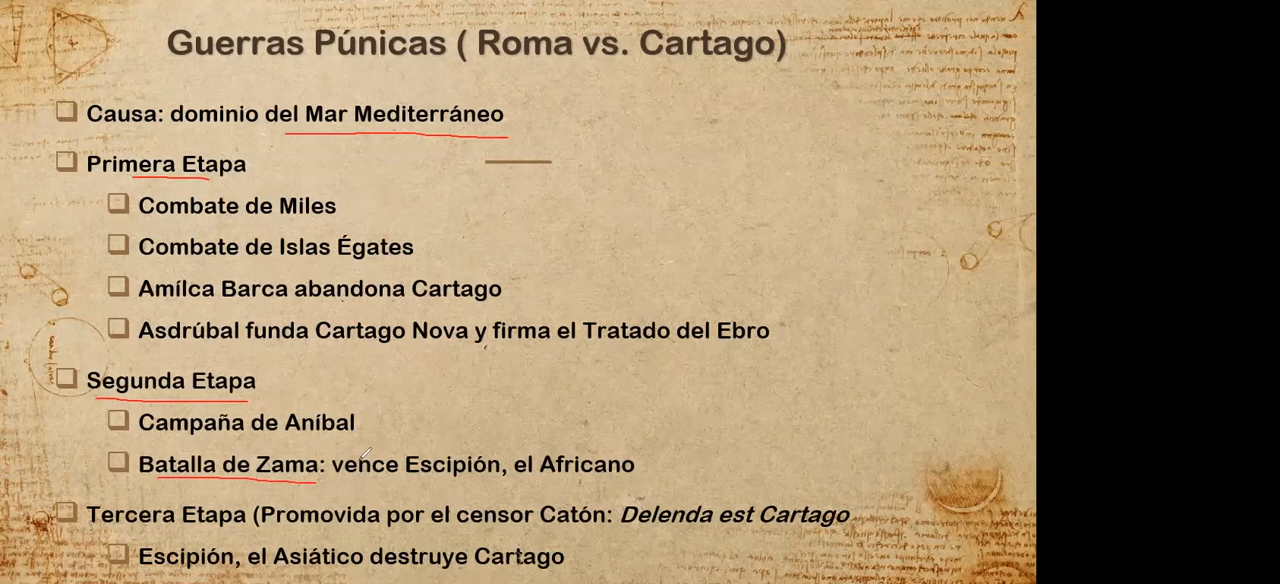 Guerras Púnicas ( Roma vs. Cartago)
Causa: dominio del Mar Mediterráneo
Primera Etapa
Combate de Miles
Combate de Islas Égates
Amílca Barca abandona Cartago
Asdrúbal funda Cartago Nova y firma el Tratado del Ebro
Segunda Etapa
Campaña de Aníbal
Batalla de Zama: vence Escipión, el Africano
Tercera Etapa (Promovida por el censor Catón: Delenda est Cartago
Escipión, el Asiático destruye Cartago